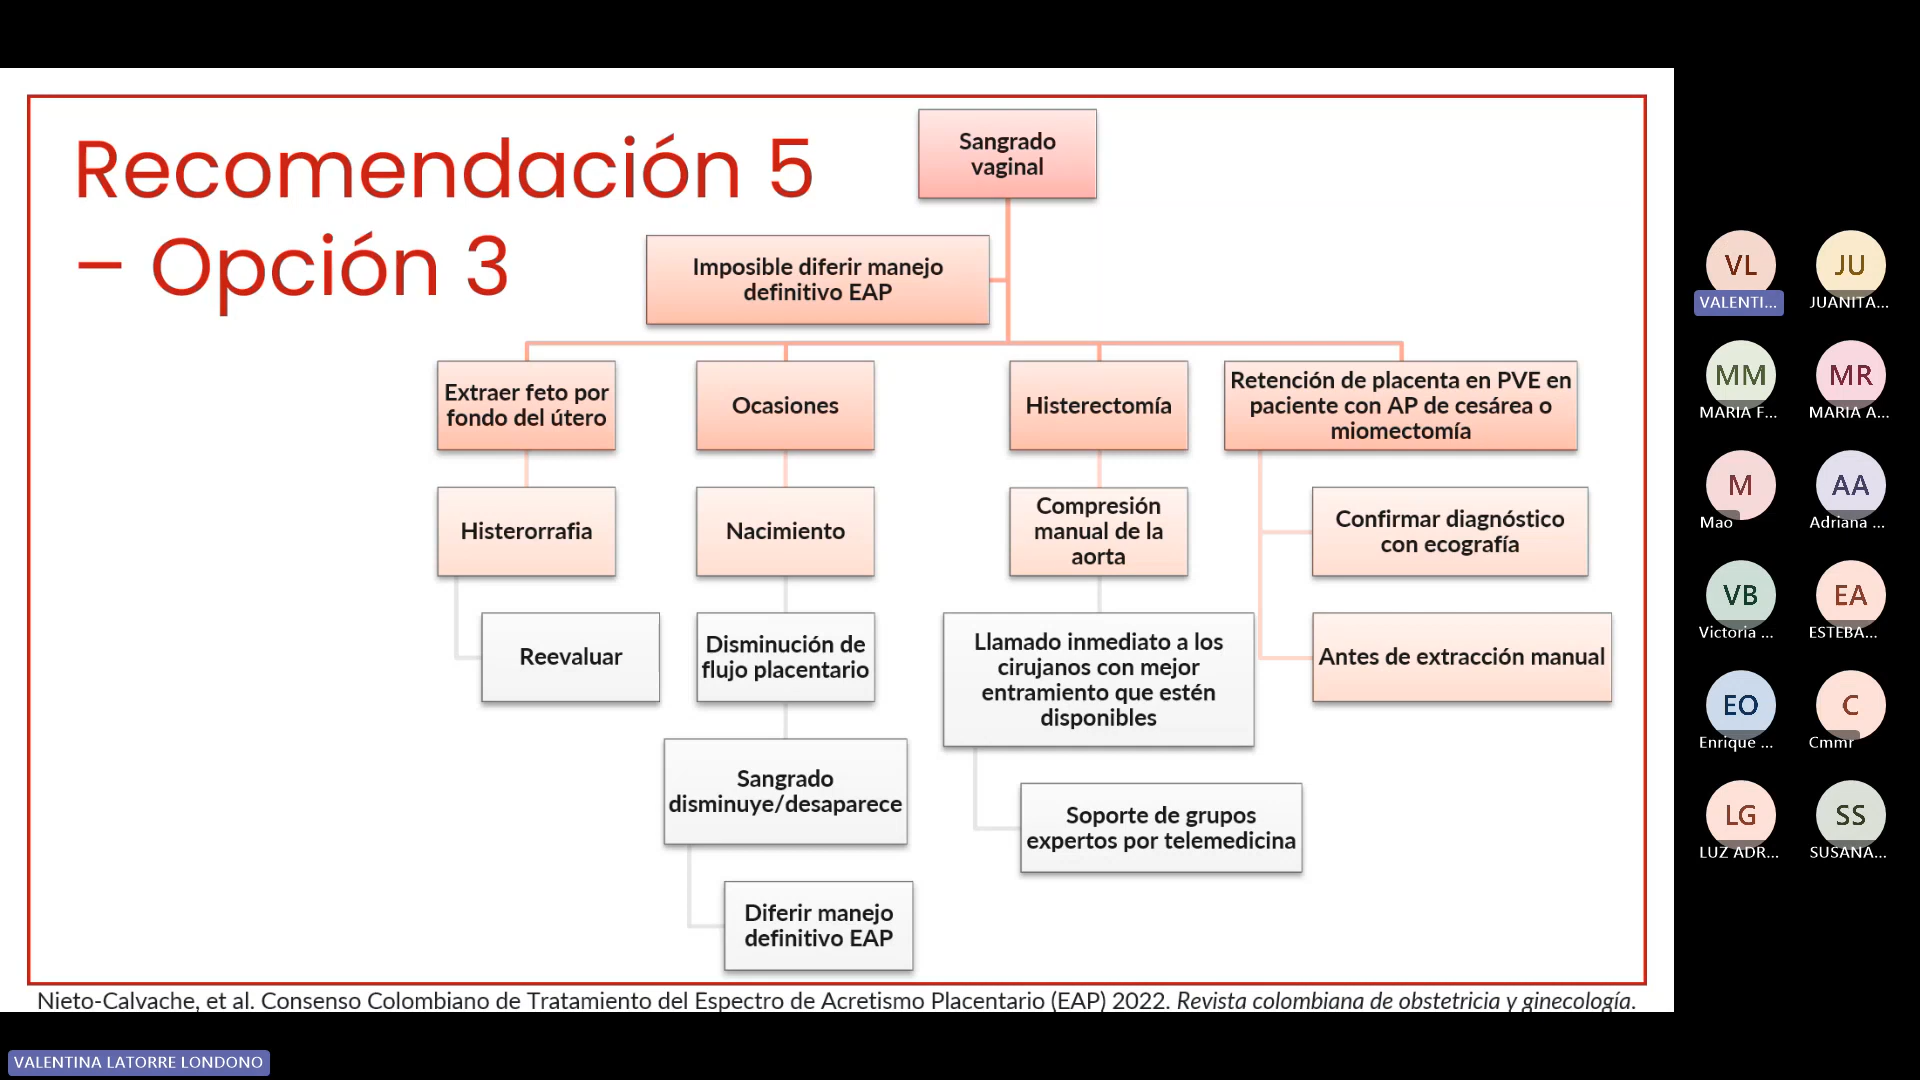 Recomendación 5
– Opción 3
Sangrado
vaginal
Imposible diferir manejo
definitivo EAP
Extraer feto por
fondo del útero
Histerorrafia
Reevaluar
Ocasiones
Nacimiento
Disminución de
flujo placentario
Sangrado
disminuye/desaparece
Diferir manejo
definitivo EAP
Histerectomía
Compresión
manual de la
aorta
Llamado inmediato a los
cirujanos con mejor
entramiento que estén
disponibles
Soporte de grupos
expertos por telemedicina
Retención de placenta en PVE en
paciente con AP de cesárea o
miomectomía
Confirmar diagnóstico
con ecografía
Antes de extracción manual
Nieto-Calvache, et al. Consenso Colombiano de Tratamiento del Espectro de Acretismo Placentario (EAP) 2022. Revista colombiana de obstetricia y ginecología.
VL
VALENTI...
JU
JUANITA...
MM
MARIA F...
MR
MARIA A...
M
Mao
AA
Adriana ...
VB
Victoria ...
EA
ESTEBA...
EO
Enrique ...
C
Cmmr
LG
LUZ ADR...
SS
SUSANA...
VALENTINA LATORRE LONDONO